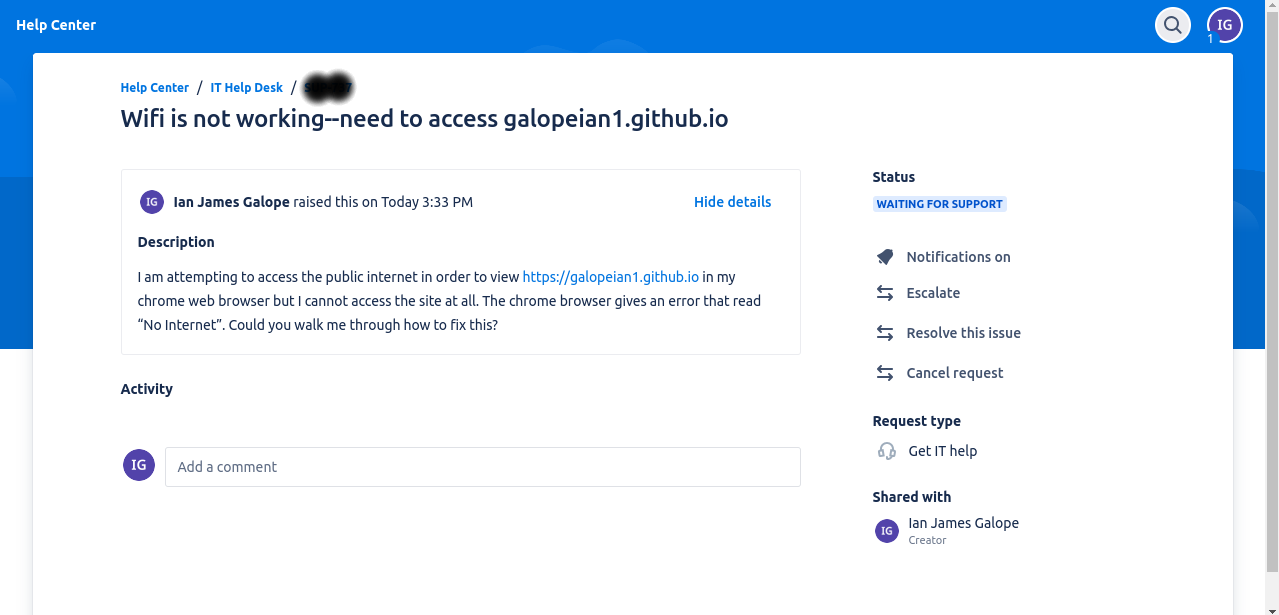 Help Center
IG
1
Help Center / IT Help Desk /
Wifi is not working--need to access galopeian1.github.io
IG Ian James Galope raised this on Today 3:33 PM
Hide details
Description
I am attempting to access the public internet in order to view https://galopeian1.github.io in my
chrome web browser but I cannot access the site at all. The chrome browser gives an error that read
“No Internet”. Could you walk me through how to fix this?
Activity
IG
Add a comment
Status
WAITING FOR SUPPORT
Notifications on
Escalate
Resolve this issue
Cancel request
Request type
Get IT help
Shared with
IG Ian James Galope
Creator